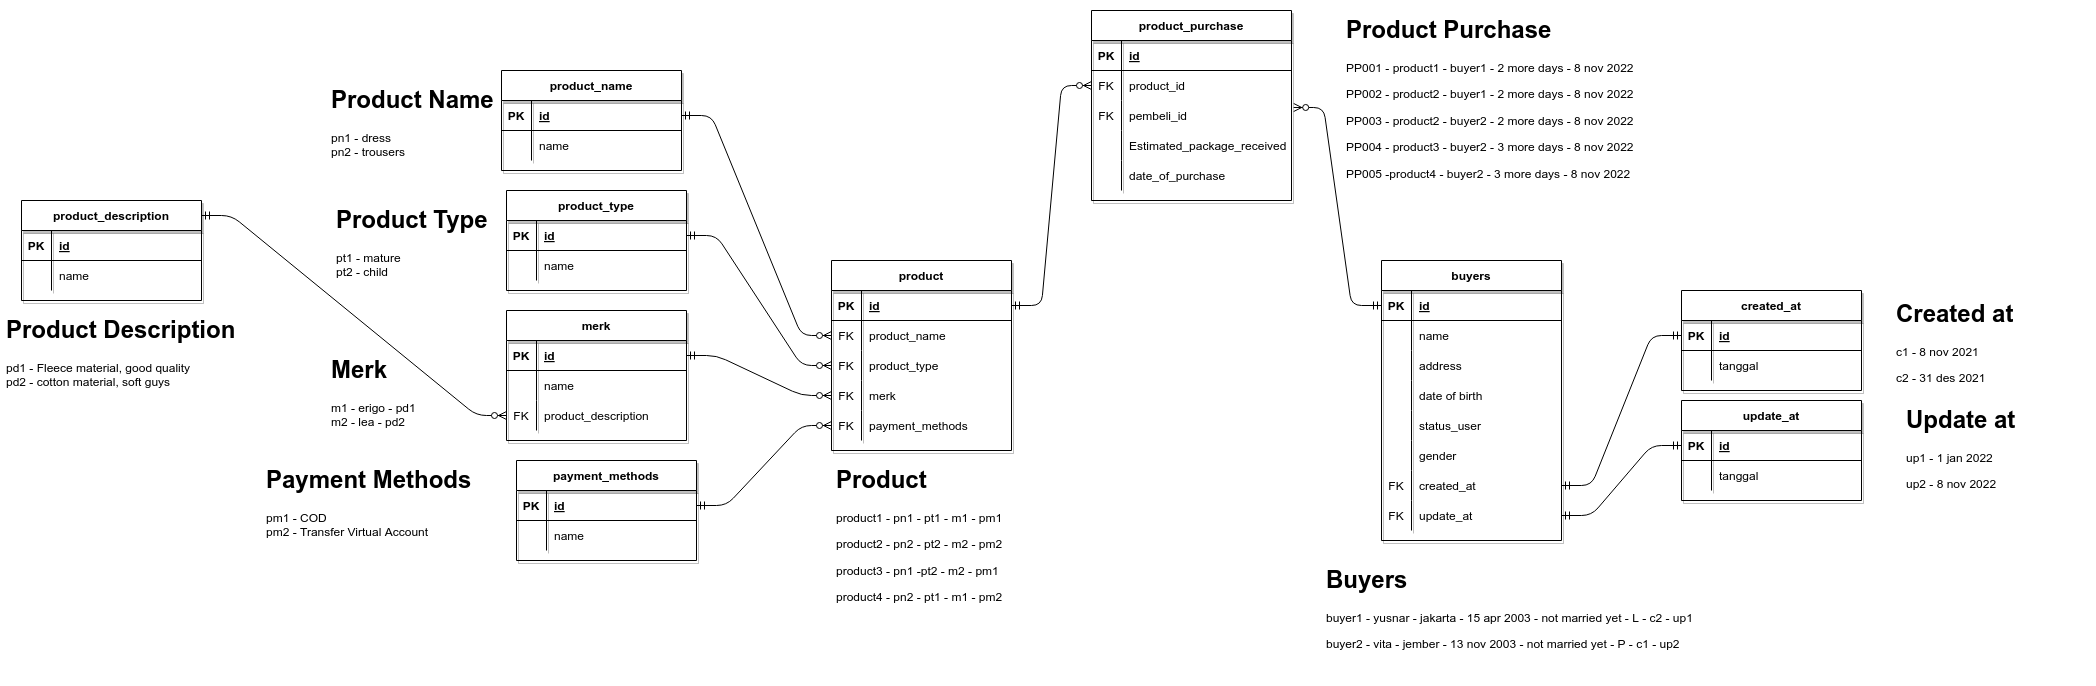 product_description
PK id
name
Product Description
pd1 - Fleece material, good quality
pd2 - cotton material, soft guys
Product Name
pn1 - dress
pn2 - trousers
product_name
PK id
name
Product Type
pt1 - mature
pt2 - child
product_type
PK id
name
Merk
m1 - erigo - pd1
m2 - lea - pd2
merk
PK id
name
FK product_description
Payment Methods
pm1 - COD
pm2 - Transfer Virtual Account
payment_methods
PK id
name
product
PK id
FK product_name
FK product_type
FK merk
FK payment_methods
Product
product1 - pn1 - pt1 - m1 - pm1
product2 - pn2 - pt2 - m2 - pm2
product3 - pn1 -pt2 - m2 - pm1
product4 - pn2 - pt1 - m1 - pm2
product_purchase
PK id
FK product_id
FK pembeli_id
Estimated_package_received
date_of_purchase
Product Purchase
PP001 - product1 - buyer1 - 2 more days - 8 nov 2022
PP002 - product2 - buyer1 - 2 more days - 8 nov 2022
PP003 - product2 - buyer2 - 2 more days - 8 nov 2022
PP004 - product3 - buyer2 - 3 more days - 8 nov 2022
PP005 -product4 - buyer2 - 3 more days - 8 nov 2022
buyers
PK id
name
address
date of birth
status_user
gender
FK created_at
FK update_at
Buyers
buyer1 - yusnar - jakarta - 15 apr 2003 - not married yet - L - c2 - up1
buyer2 - vita - jember - 13 nov 2003 - not married yet - P - c1 - up2
created_at
PK id
tanggal
Created at
c1 - 8 nov 2021
c2 - 31 des 2021
update_at
PK id
tanggal
Update at
up1 - 1 jan 2022
up2 - 8 nov 2022